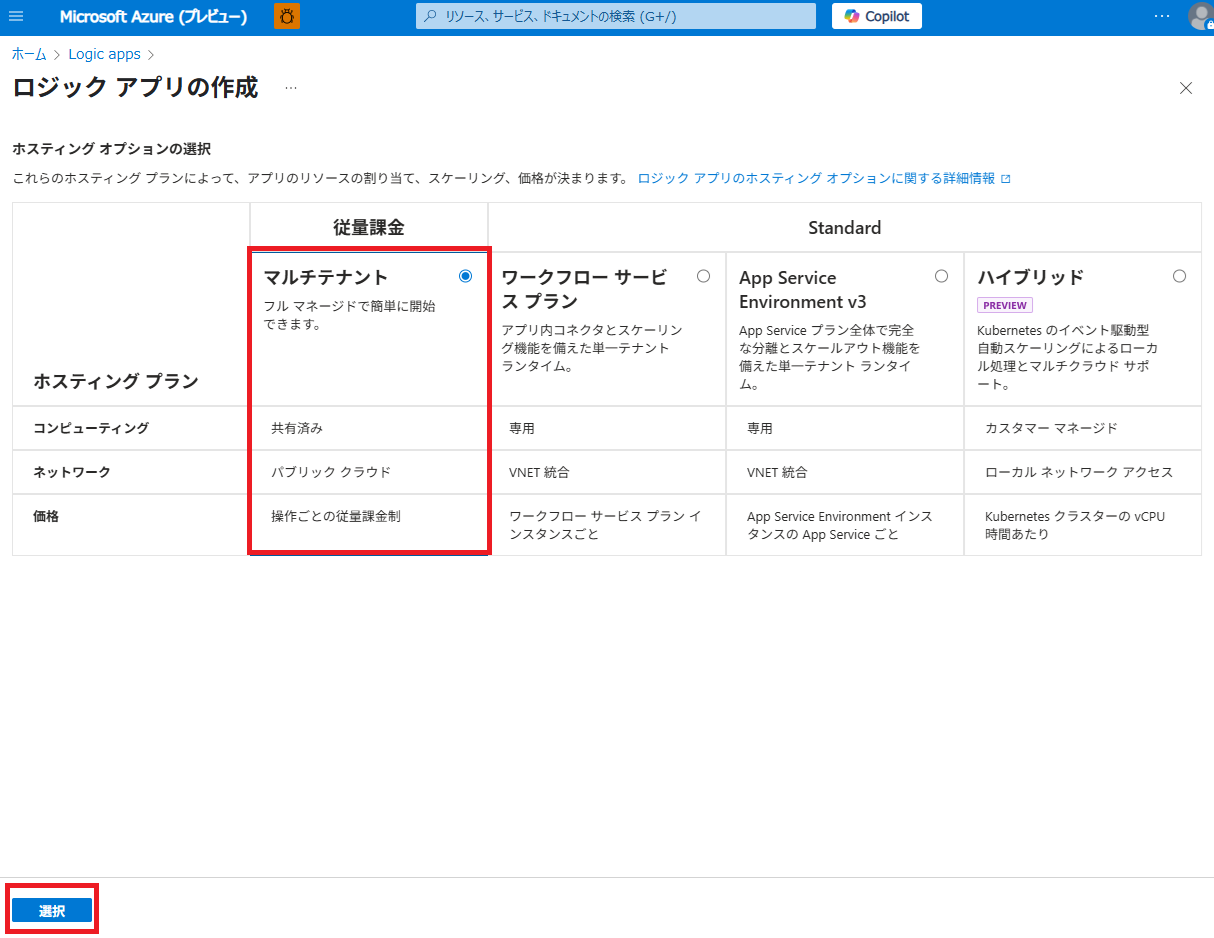 Microsoft Azure (プレビュー)
リソース、サービス、ドキュメントの検索 (G+/)
Copilot
ホーム
Logic apps
ロジック アプリの作成
ホスティング オプションの選択
これらのホスティング プランによって、アプリのリソースの割り当て、スケーリング、価格が決まります。 ロジック アプリのホスティング オプションに関する詳細情報
従量課金
Standard
ホスティング プラン
マルチテナント
フル マネージドで簡単に開始
できます。
ワークフロー サービ
ス プラン
アプリ内コネクタとスケーリン
グ機能を備えた単一テナント
ランタイム。
App Service
Environment v3
App Service プラン全体で完全
な分離とスケールアウト機能を
備えた単一テナント ランタイ
ム。
ハイブリッド
PREVIEW
Kubernetes のイベント駆動型
自動スケーリングによるローカ
ル処理とマルチクラウド サポ
ート。
コンピューティング
共有済み
専用
専用
カスタマー マネージド
ネットワーク
パブリック クラウド
VNET 統合
VNET 統合
ローカル ネットワーク アクセス
価格
操作ごとの従量課金制
ワークフロー サービス プラン イ
ンスタンスごと
App Service Environment インス
タンスの App Service ごと
Kubernetes クラスターの vCPU
時間あたり
選択